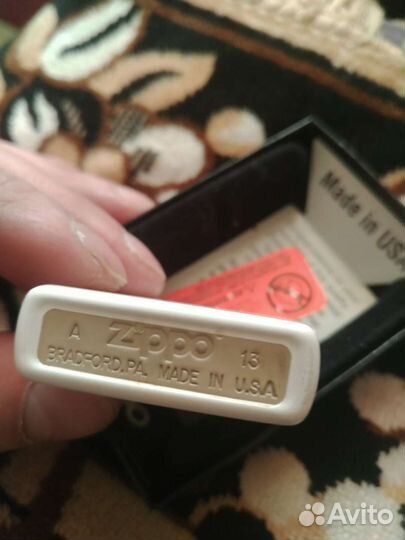 Made in USA
A Zippo 13
BRADFORD, PA. MADE IN U.S.A
Avito